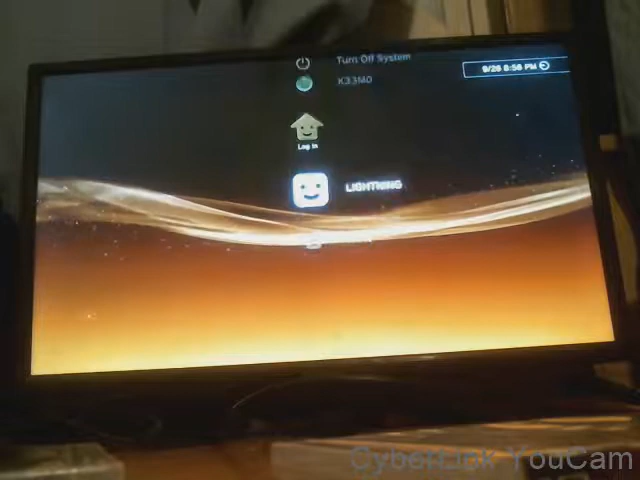 Turn Off System
9/26 8:56 PM
K33M0
Log In
LIGHTNING
CyberLink YouCam